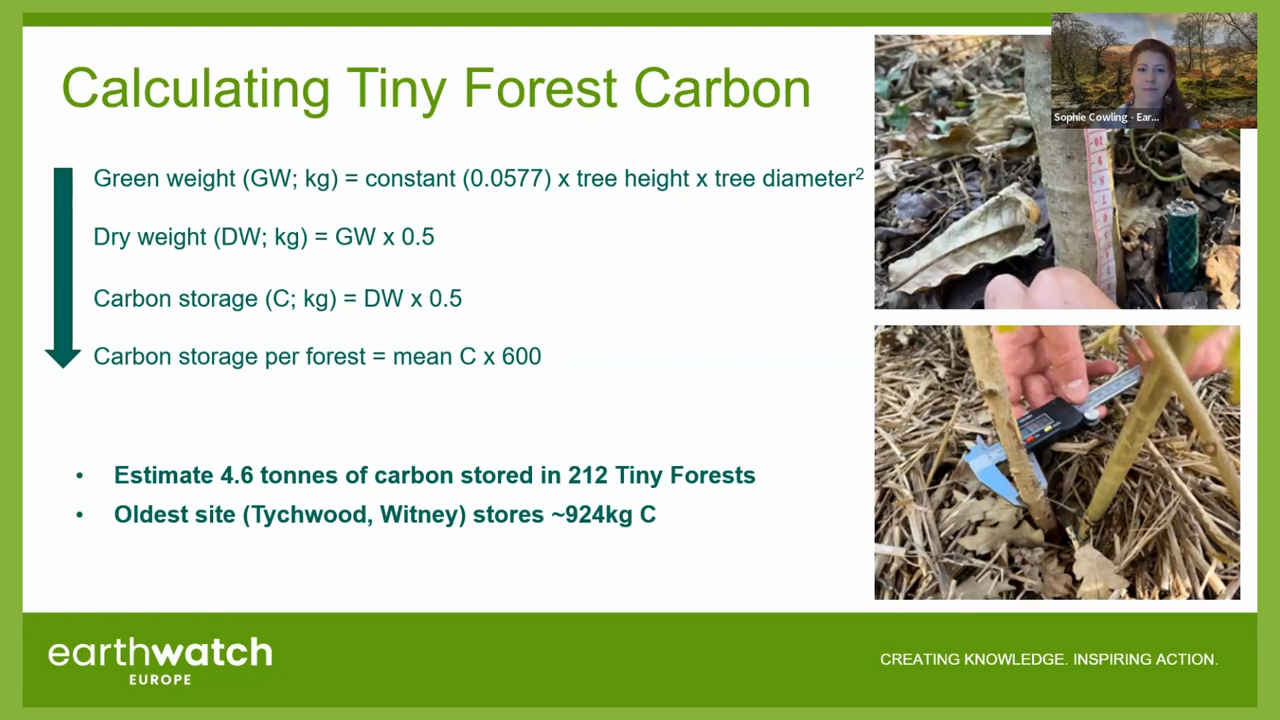 Calculating Tiny Forest Carbon
Sophie Cowling - Ear...
Green weight (GW; kg) = constant (0.0577) x tree height x tree diameter²
Dry weight (DW; kg) = GW x 0.5
Carbon storage (C; kg) = DW x 0.5
Carbon storage per forest = mean C x 600
• Estimate 4.6 tonnes of carbon stored in 212 Tiny Forests
• Oldest site (Tychwood, Witney) stores ~924kg C
earthwatch
EUROPE
CREATING KNOWLEDGE. INSPIRING ACTION.